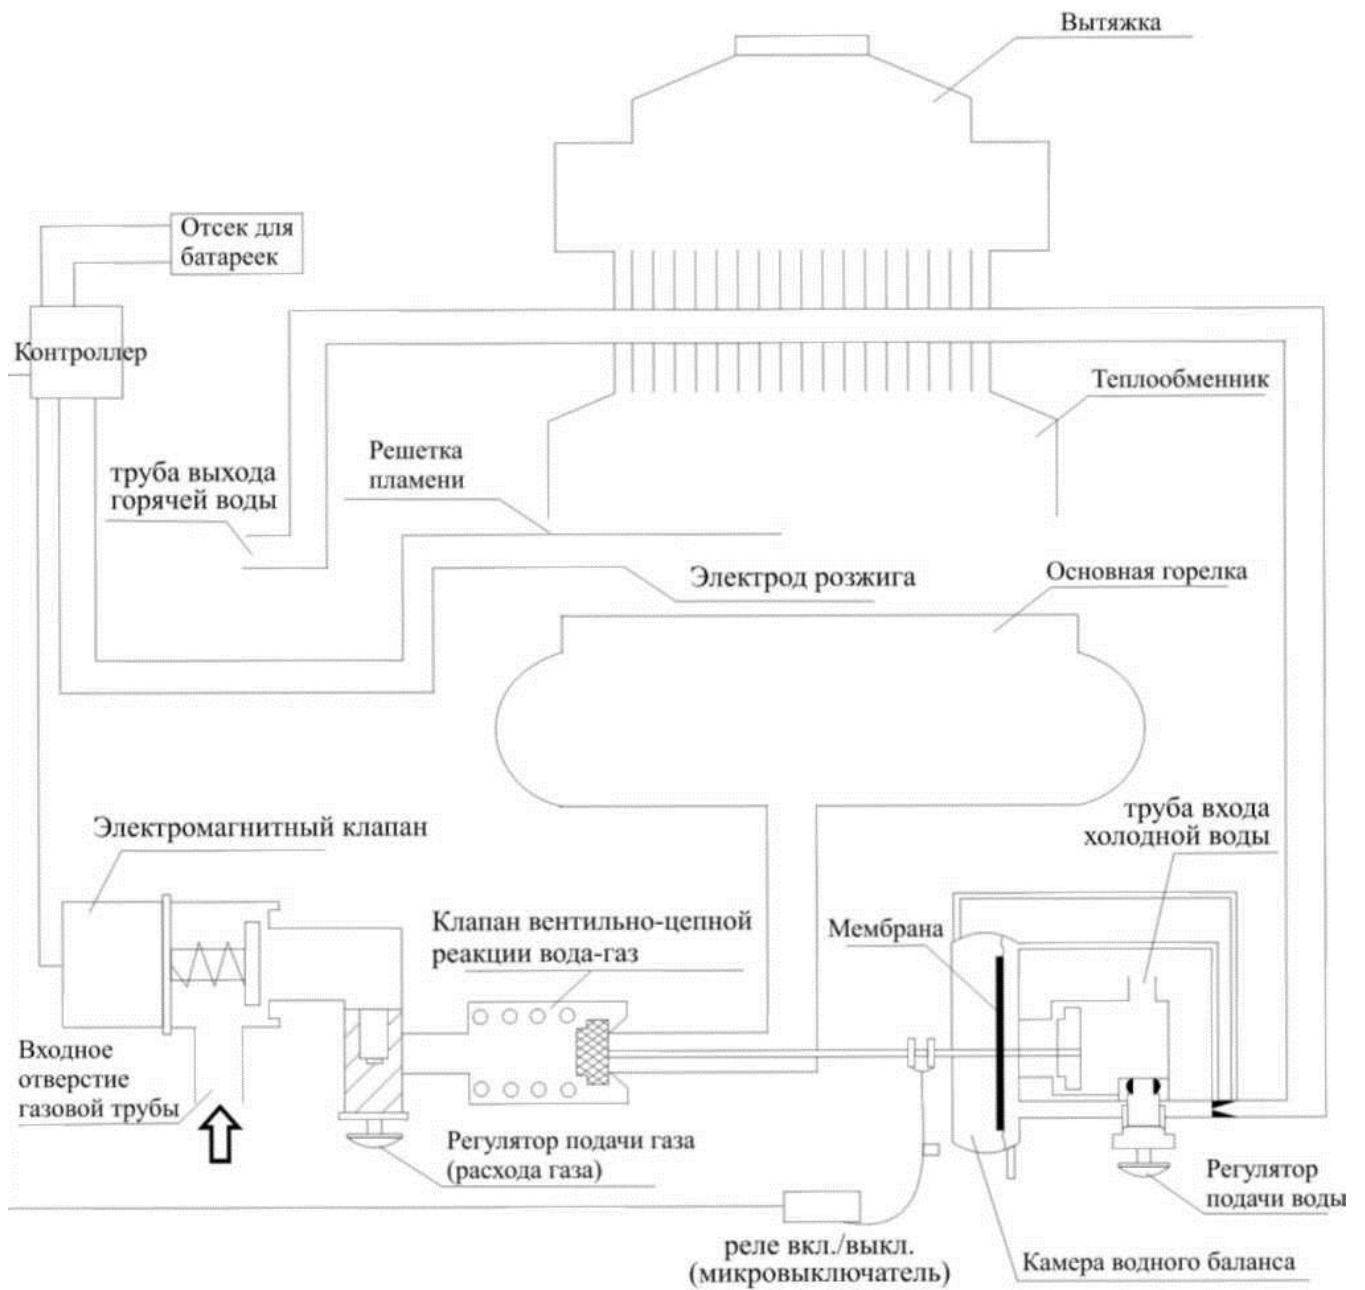 Вытяжка
Отсек для
батареек
Контроллер
Теплообменник
Решетка
пламени
труба выхода
горячей воды
Электрод розжига
Основная горелка
труба входа
холодной воды
Электромагнитный клапан
Клапан вентильно-цепной
реакции вода-газ
Мембрана
Входное
отверстие
газовой трубы
Регулятор подачи газа
(расхода газа)
Регулятор
подачи воды
реле вкл./выкл.
(микровыключатель)
Камера водного баланса